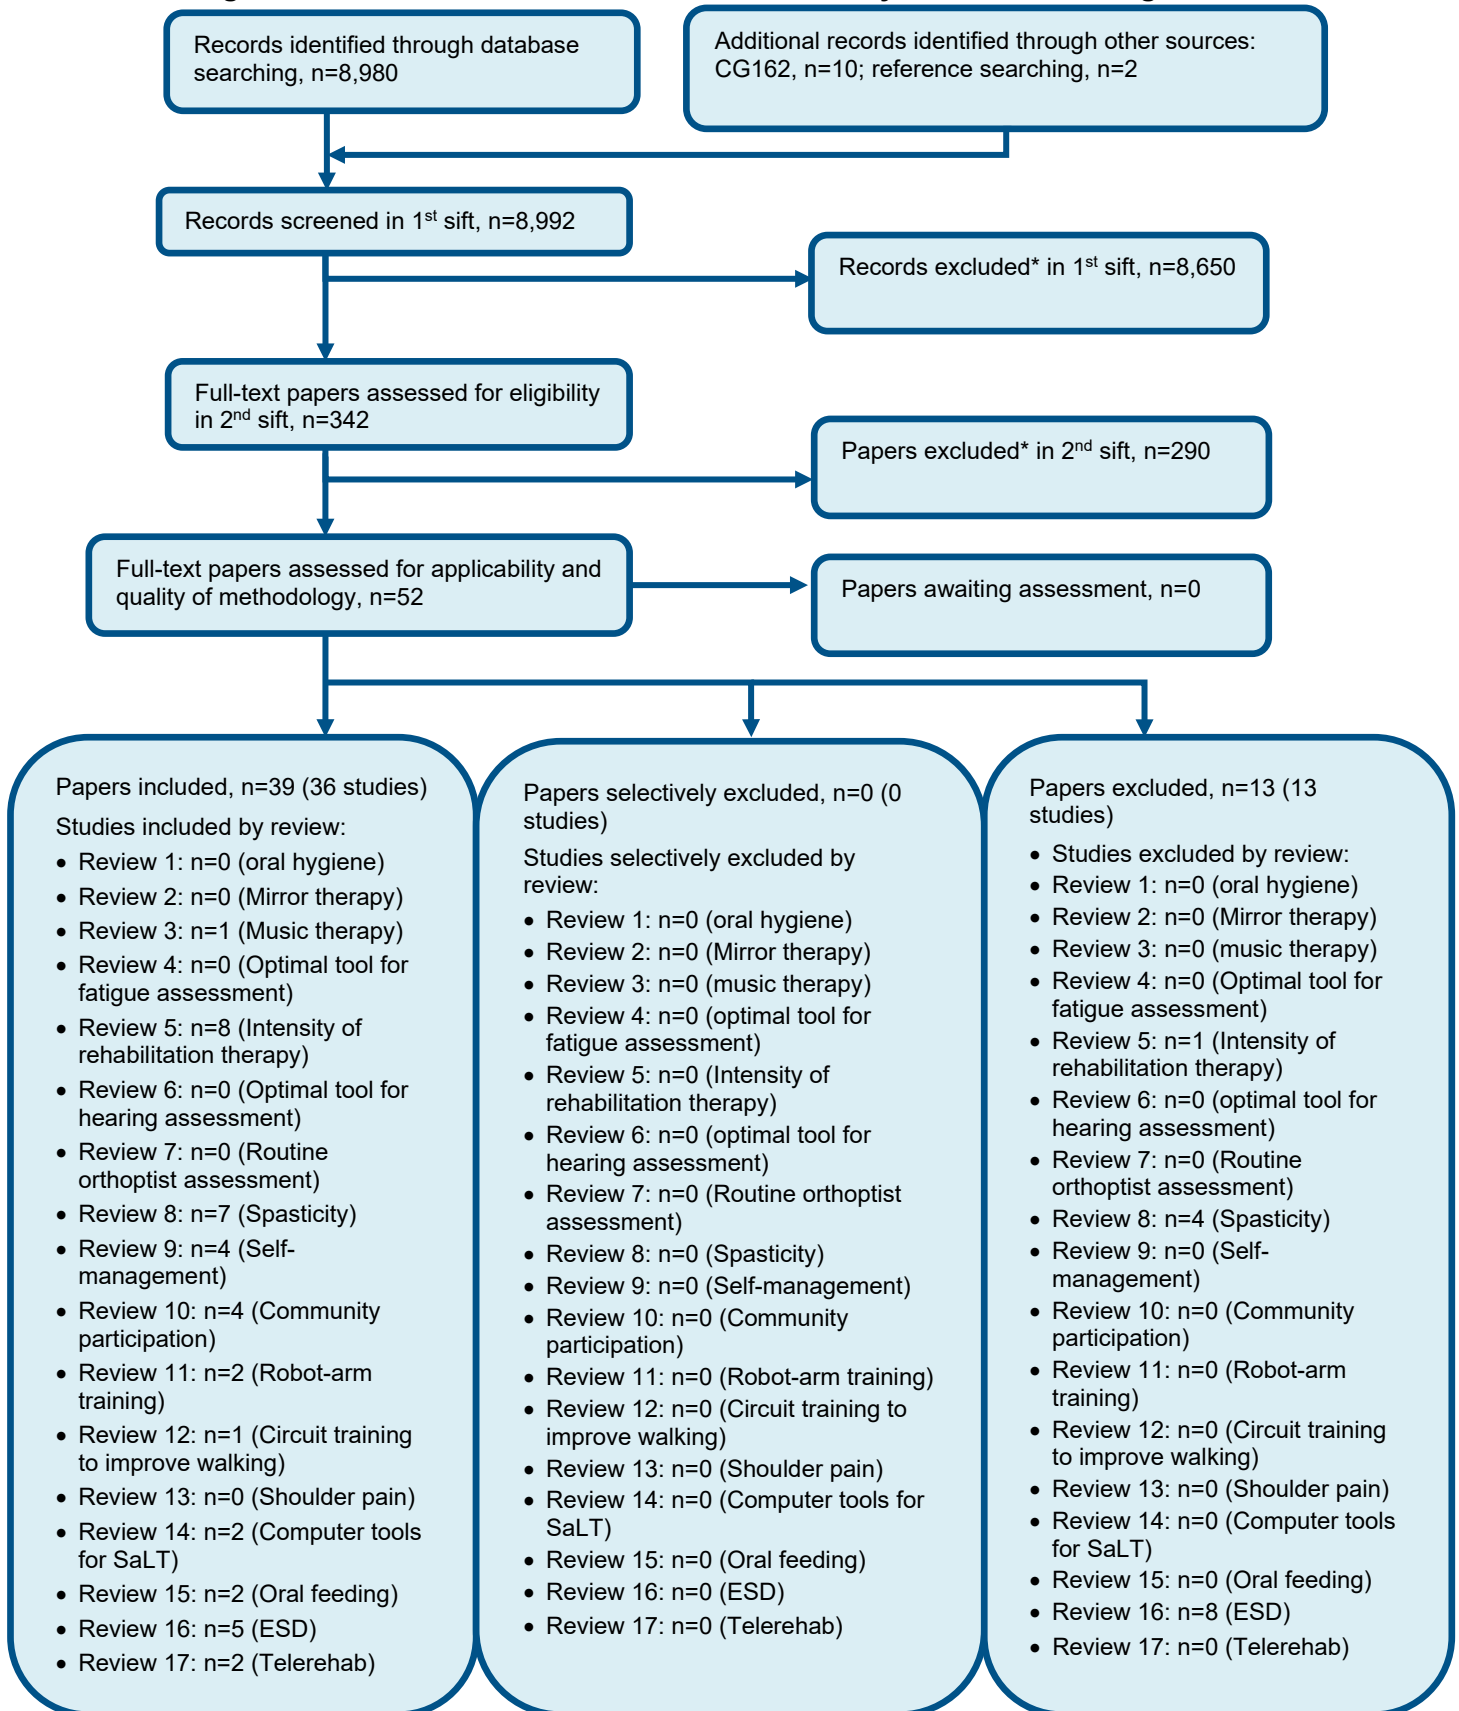 Records identified through database
searching, n=8,980
Additional records identified through other sources:
CG162, n=10; reference searching, n=2
Records screened in 1st sift, n=8,992
Records excluded* in 1st sift, n=8,650
Full-text papers assessed for eligibility
in 2nd sift, n=342
Papers excluded* in 2nd sift, n=290
Full-text papers assessed for applicability and
quality of methodology, n=52
Papers awaiting assessment, n=0
Papers included, n=39 (36 studies)
Studies included by review:
• Review 1: n=0 (oral hygiene)
• Review 2: n=0 (Mirror therapy)
• Review 3: n=1 (Music therapy)
• Review 4: n=0 (Optimal tool for
fatigue assessment)
• Review 5: n=8 (Intensity of
rehabilitation therapy)
• Review 6: n=0 (Optimal tool for
hearing assessment)
• Review 7: n=0 (Routine
orthoptist assessment)
• Review 8: n=7 (Spasticity)
• Review 9: n=4 (Self-
management)
• Review 10: n=4 (Community
participation)
• Review 11: n=2 (Robot-arm
training)
• Review 12: n=1 (Circuit training
to improve walking)
• Review 13: n=0 (Shoulder pain)
• Review 14: n=2 (Computer tools
for SaLT)
• Review 15: n=2 (Oral feeding)
• Review 16: n=5 (ESD)
• Review 17: n=2 (Telerehab)
Papers selectively excluded, n=0 (0
studies)
Studies selectively excluded by
review:
• Review 1: n=0 (oral hygiene)
• Review 2: n=0 (Mirror therapy)
• Review 3: n=0 (music therapy)
• Review 4: n=0 (optimal tool for
fatigue assessment)
• Review 5: n=0 (Intensity of
rehabilitation therapy)
• Review 6: n=0 (optimal tool for
hearing assessment)
• Review 7: n=0 (Routine orthoptist
assessment)
• Review 8: n=0 (Spasticity)
• Review 9: n=0 (Self-management)
• Review 10: n=0 (Community
participation)
• Review 11: n=0 (Robot-arm training)
• Review 12: n=0 (Circuit training to
improve walking)
• Review 13: n=0 (Shoulder pain)
• Review 14: n=0 (Computer tools for
SaLT)
• Review 15: n=0 (Oral feeding)
• Review 16: n=0 (ESD)
• Review 17: n=0 (Telerehab)
Papers excluded, n=13 (13
studies)
• Studies excluded by review:
• Review 1: n=0 (oral hygiene)
• Review 2: n=0 (Mirror therapy)
• Review 3: n=0 (music therapy)
• Review 4: n=0 (Optimal tool for
fatigue assessment)
• Review 5: n=1 (Intensity of
rehabilitation therapy)
• Review 6: n=0 (optimal tool for
hearing assessment)
• Review 7: n=0 (Routine
orthoptist assessment)
• Review 8: n=4 (Spasticity)
• Review 9: n=0 (Self-
management)
• Review 10: n=0 (Community
participation)
• Review 11: n=0 (Robot-arm
training)
• Review 12: n=0 (Circuit training
to improve walking)
• Review 13: n=0 (Shoulder pain)
• Review 14: n=0 (Computer tools
for SaLT)
• Review 15: n=0 (Oral feeding)
• Review 16: n=8 (ESD)
• Review 17: n=0 (Telerehab)